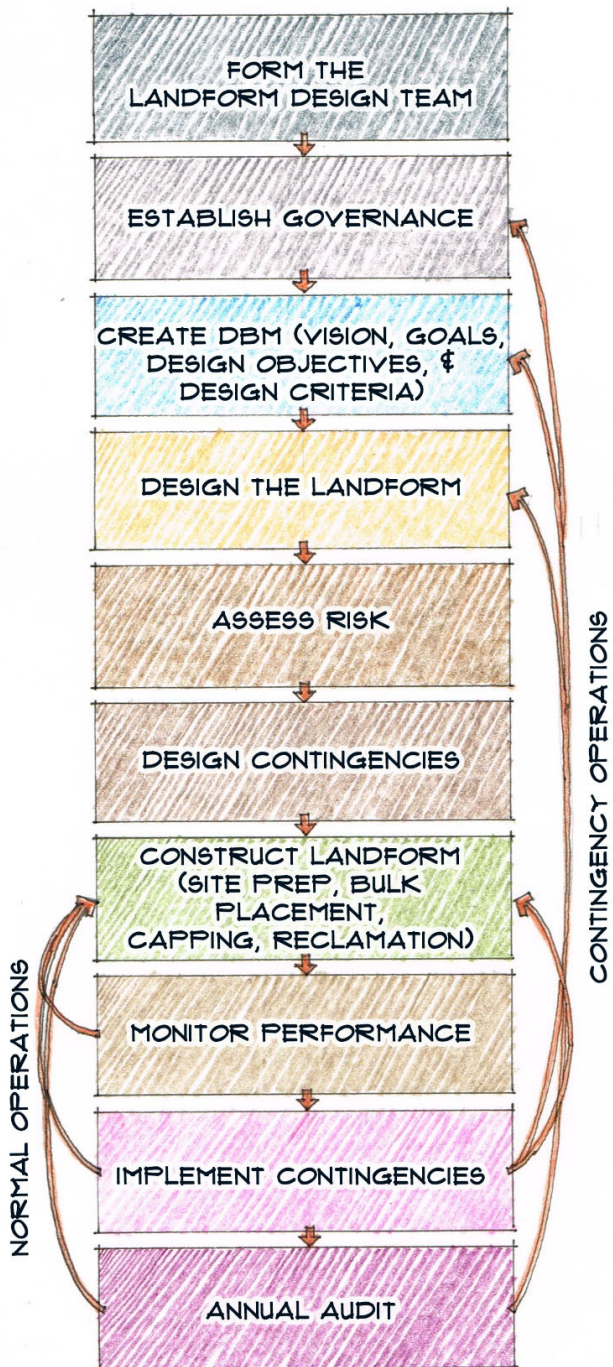 FORM THE
LANDFORM DESIGN TEAM
ESTABLISH GOVERNANCE
CREATE DBM (VISION, GOALS,
DESIGN OBJECTIVES, &
DESIGN CRITERIA)
DESIGN THE LANDFORM
ASSESS RISK
DESIGN CONTINGENCIES
CONSTRUCT LANDFORM
(SITE PREP, BULK
PLACEMENT,
CAPPING, RECLAMATION)
MONITOR PERFORMANCE
IMPLEMENT CONTINGENCIES
ANNUAL AUDIT
NORMAL OPERATIONS
CONTINGENCY OPERATIONS